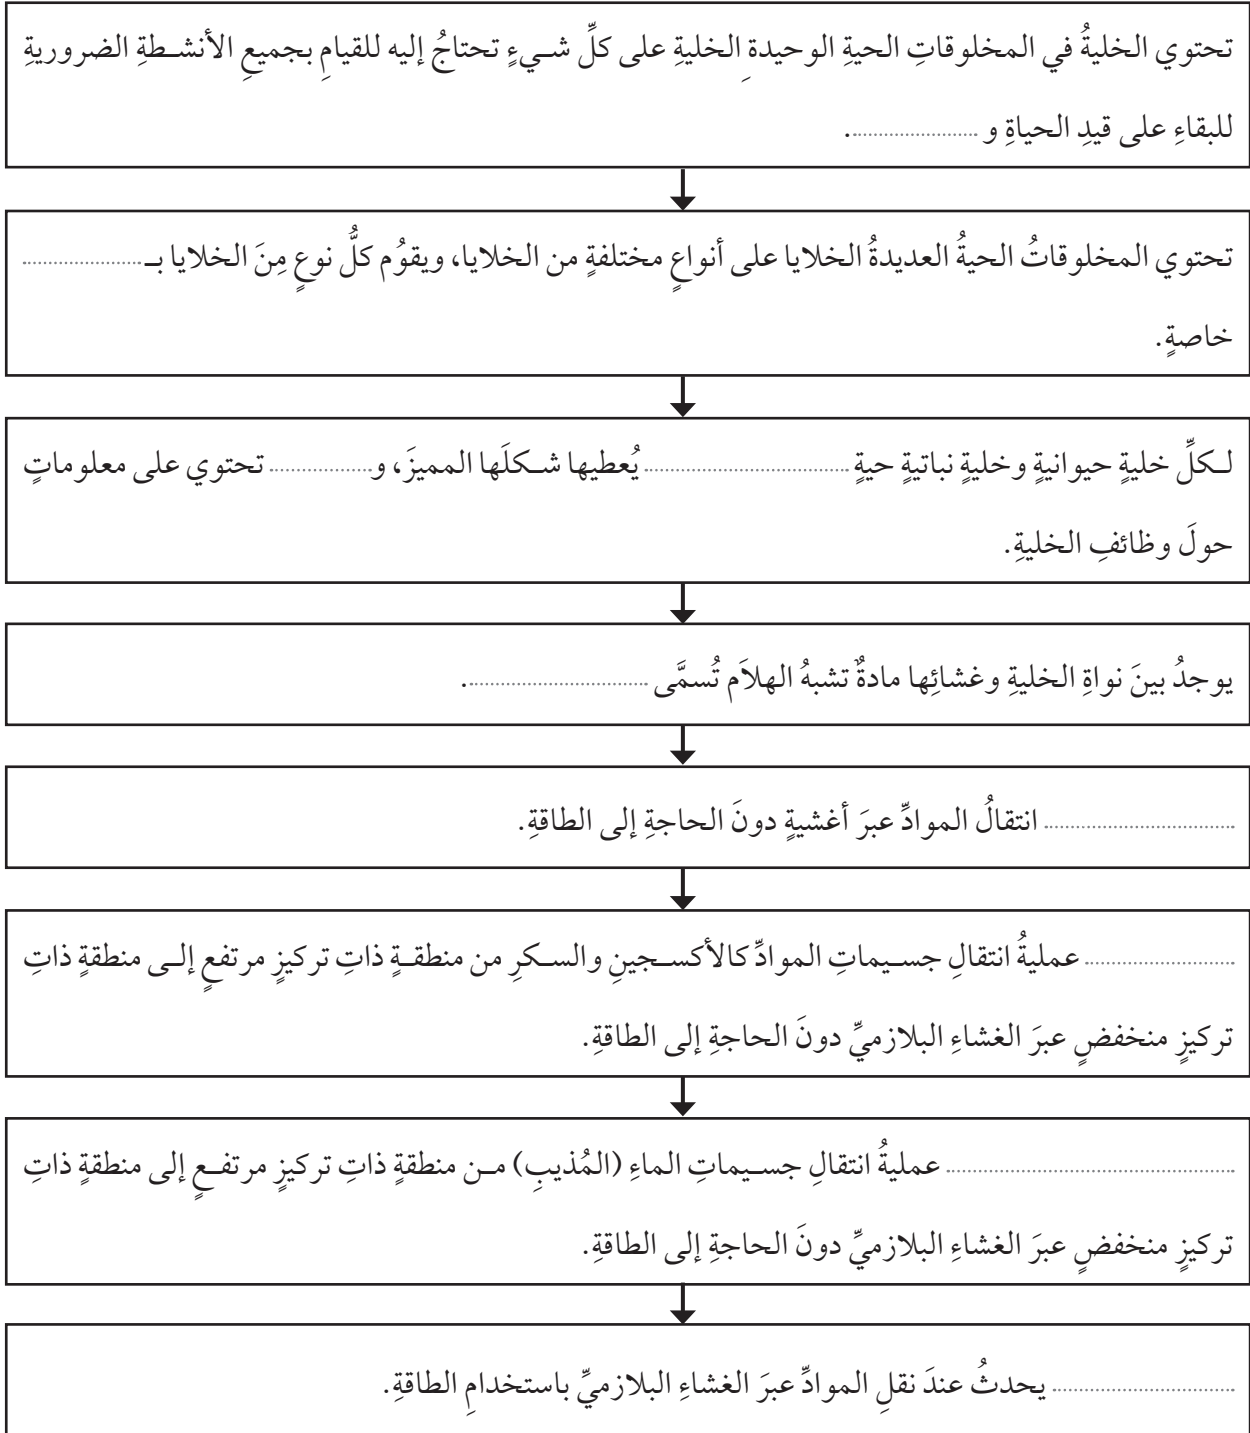 تحتوي الخليةُ في المخلوقاتِ الحيةِ الوحيدةِ الخليةِ على كلِّ شيءٍ تحتاجُ إليه للقيامِ بجميعِ الأنشطةِ الضروريةِ
للبقاءِ على قيدِ الحياةِ و ....................
تحتوي المخلوقاتُ الحيةُ العديدةُ الخلايا على أنواعٍ مختلفةٍ من الخلايا، ويقوُم كلُّ نوعٍ مِنَ الخلايا بـ ....................
خاصةٍ.
لكلِّ خليةٍ حيوانيةٍ وخليةٍ نباتيةٍ حيةٍ .................... يُعطيها شكلَها المميزَ، و .................... تحتوي على معلوماتٍ
حولَ وظائفِ الخليةِ.
يوجدُ بينَ نواةِ الخليةِ وغشائِها مادةٌ تشبهُ الهلاَم تُسمَّى .....................
.................... انتقالُ الموادِّ عبرَ أغشيةٍ دونَ الحاجةِ إلى الطاقةِ.
.................... عمليةُ انتقالِ جسيماتِ الموادِّ كالأكسجينِ والسكرِ من منطقةٍ ذاتِ تركيزٍ مرتفعٍ إلى منطقةٍ ذاتِ
تركيزٍ منخفضٍ عبرَ الغشاءِ البلازميِّ دونَ الحاجةِ إلى الطاقةِ.
.................... عمليةُ انتقالِ جسيماتِ الماءِ (المُذيبِ) من منطقةٍ ذاتِ تركيزٍ مرتفعٍ إلى منطقةٍ ذاتِ
تركيزٍ منخفضٍ عبرَ الغشاءِ البلازميِّ دونَ الحاجةِ إلى الطاقةِ.
.................... يحدثُ عندَ نقلِ الموادِّ عبرَ الغشاءِ البلازميِّ باستخدامِ الطاقةِ.